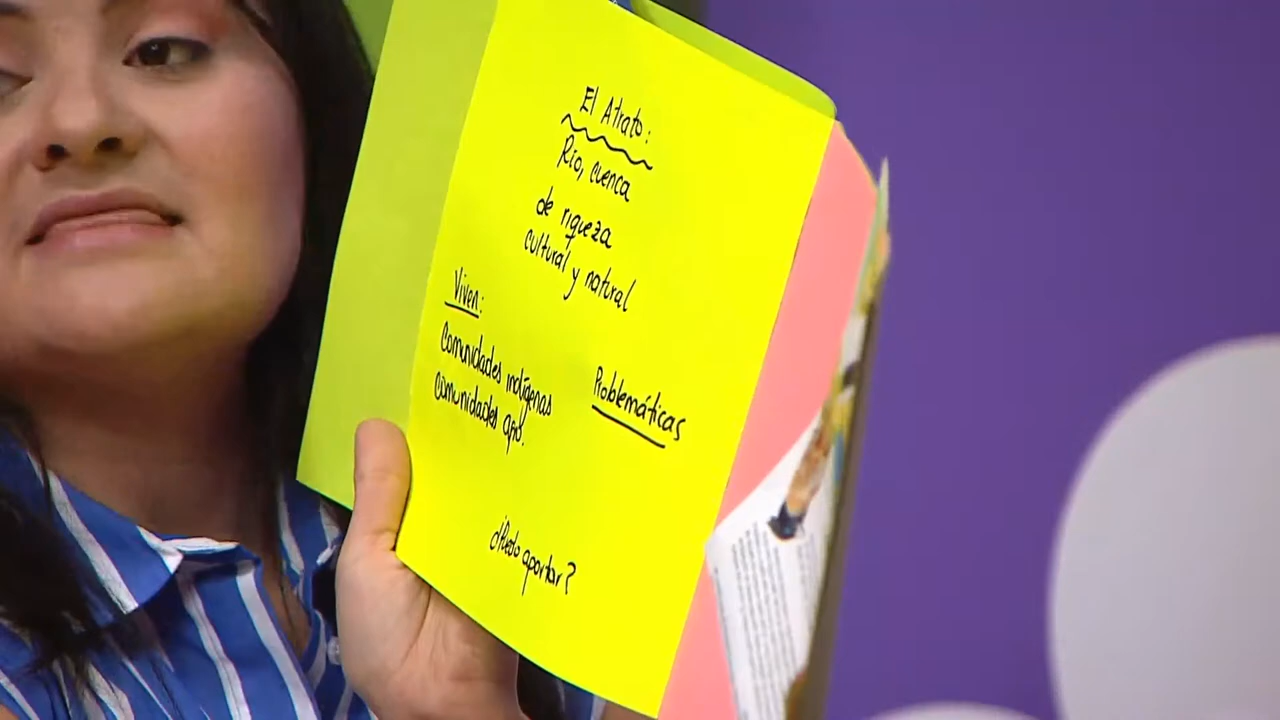 El Atrato:
Río, cuenca
de riqueza
cultural y natural
Viven:
Comunidades indígenas
comunidades afro.
Problemáticas
¿Puedo aportar?